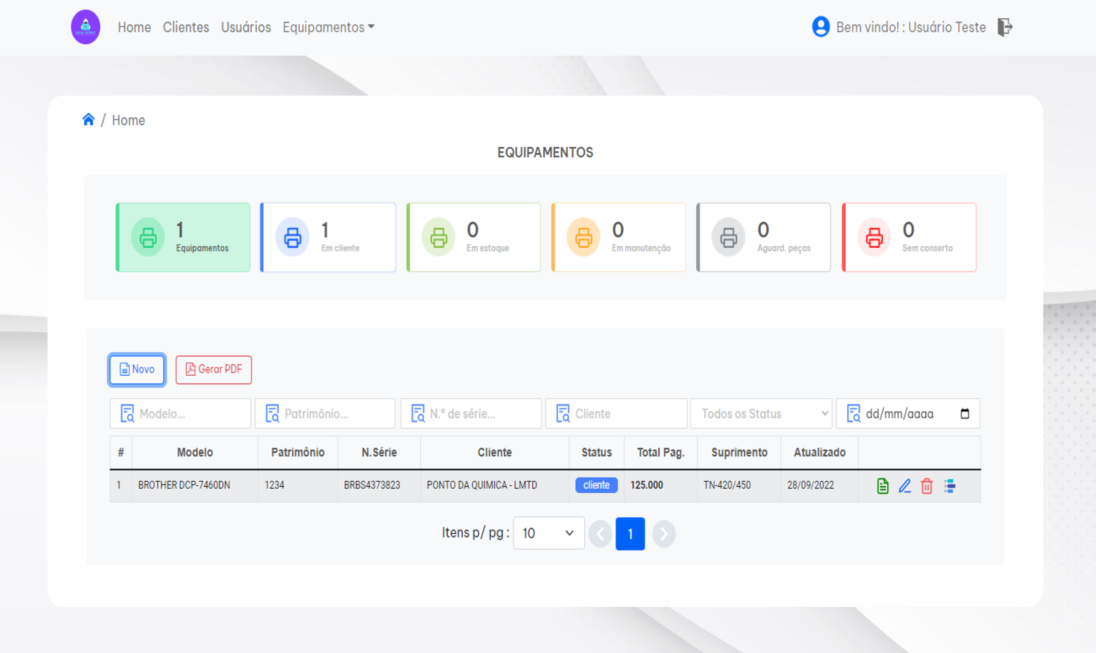 Home Clientes Usuários Equipamentos Bem vindo! : Usuário Teste
/ Home
EQUIPAMENTOS
1 Equipamentos
1 Em cliente
0 Em estoque
0 Em manutenção
0 Aguard. peças
0 Sem conserto
Novo Gerar PDF
Modelo... Patrimônio... N.º de série... Cliente Todos os Status dd/mm/aaaa
# Modelo Patrimônio N.Série Cliente Status Total Pag. Suprimento Atualizado
1 BROTHER DCP-7460DN 1234 BRBS4373823 PONTO DA QUIMICA - LMTD cliente 125.000 TN-420/450 28/09/2022
Itens p/ pg : 10 1